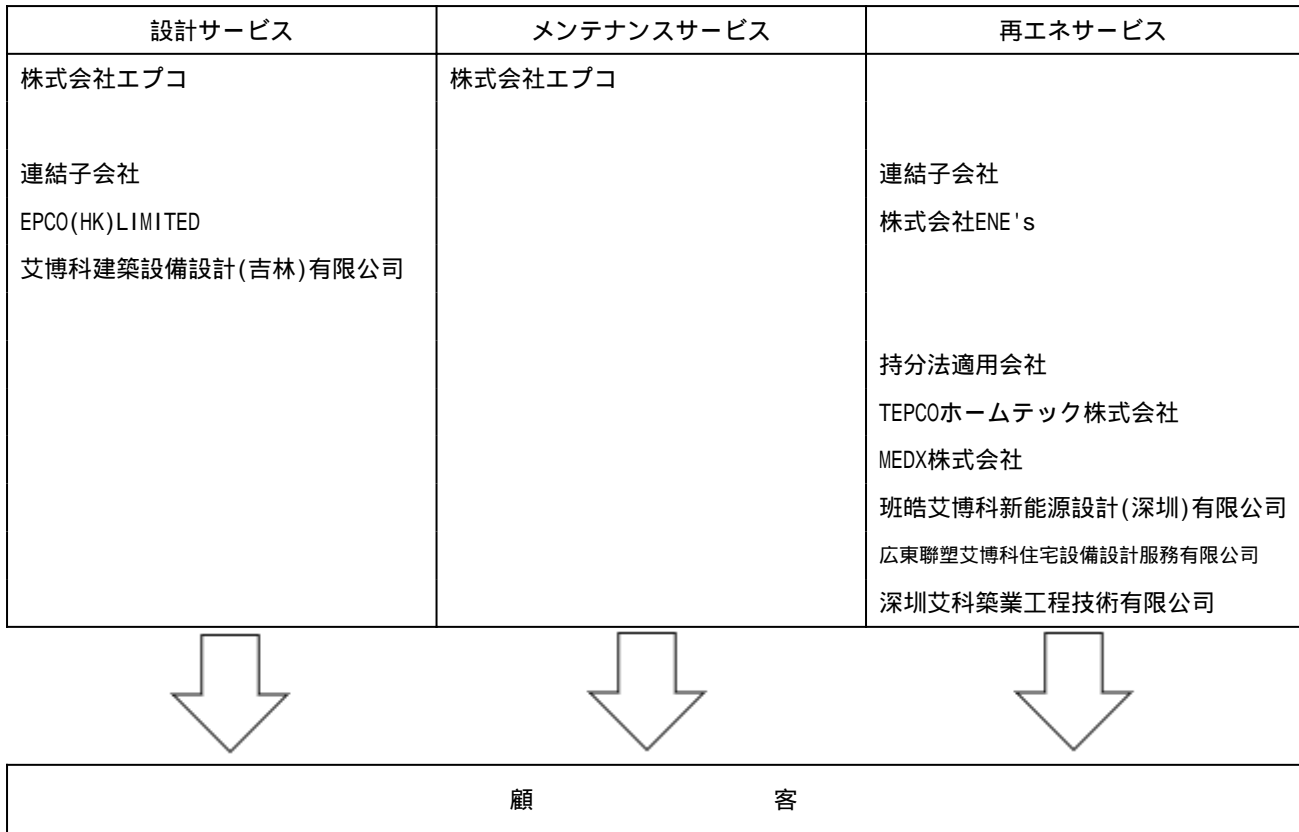 設計サービス
メンテナンスサービス
再エネサービス
株式会社エプコ
連結子会社
EPCO(HK)LIMITED
艾博科建築設備設計(吉林)有限公司
株式会社エプコ
連結子会社
株式会社ENE's
持分法適用会社
TEPCOホームテック株式会社
MEDX株式会社
班皓艾博科新能源設計(深圳)有限公司
広東聯塑艾博科住宅設備設計服務有限公司
深圳艾科築業工程技術有限公司
顧 客